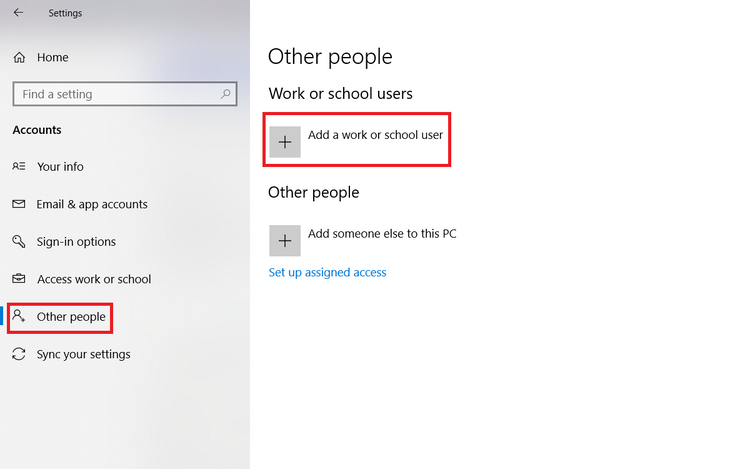 Settings
Home
Find a setting
Accounts
Your info
Email & app accounts
Sign-in options
Access work or school
Other people
Sync your settings
Other people
Work or school users
Add a work or school user
Other people
Add someone else to this PC
Set up assigned access